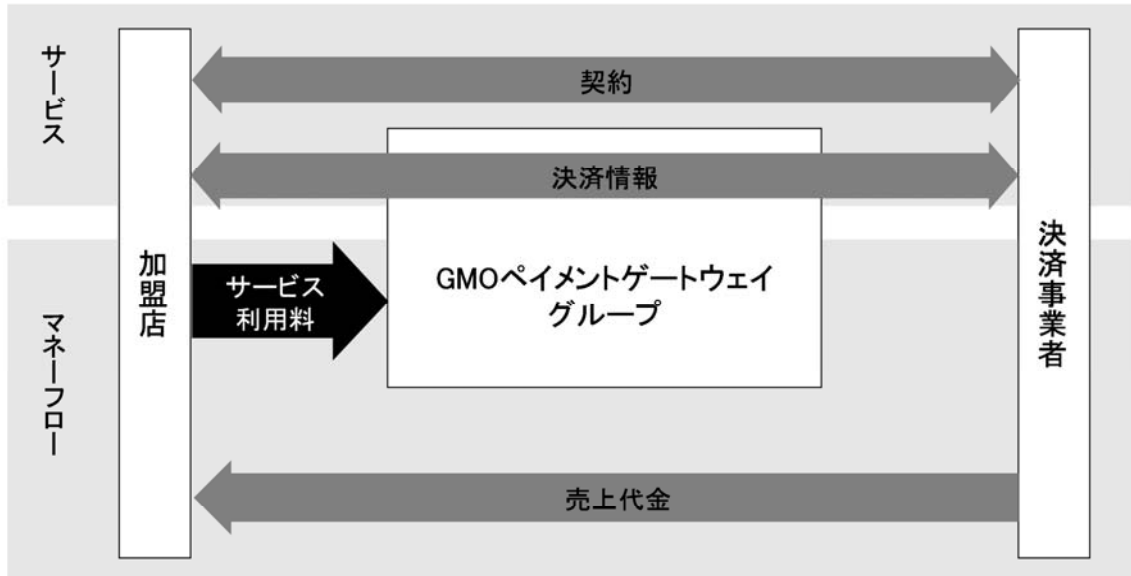 サービス
契約
決済情報
加盟店
決済事業者
マネーフロー
サービス
利用料
GMOペイメントゲートウェイ
グループ
売上代金